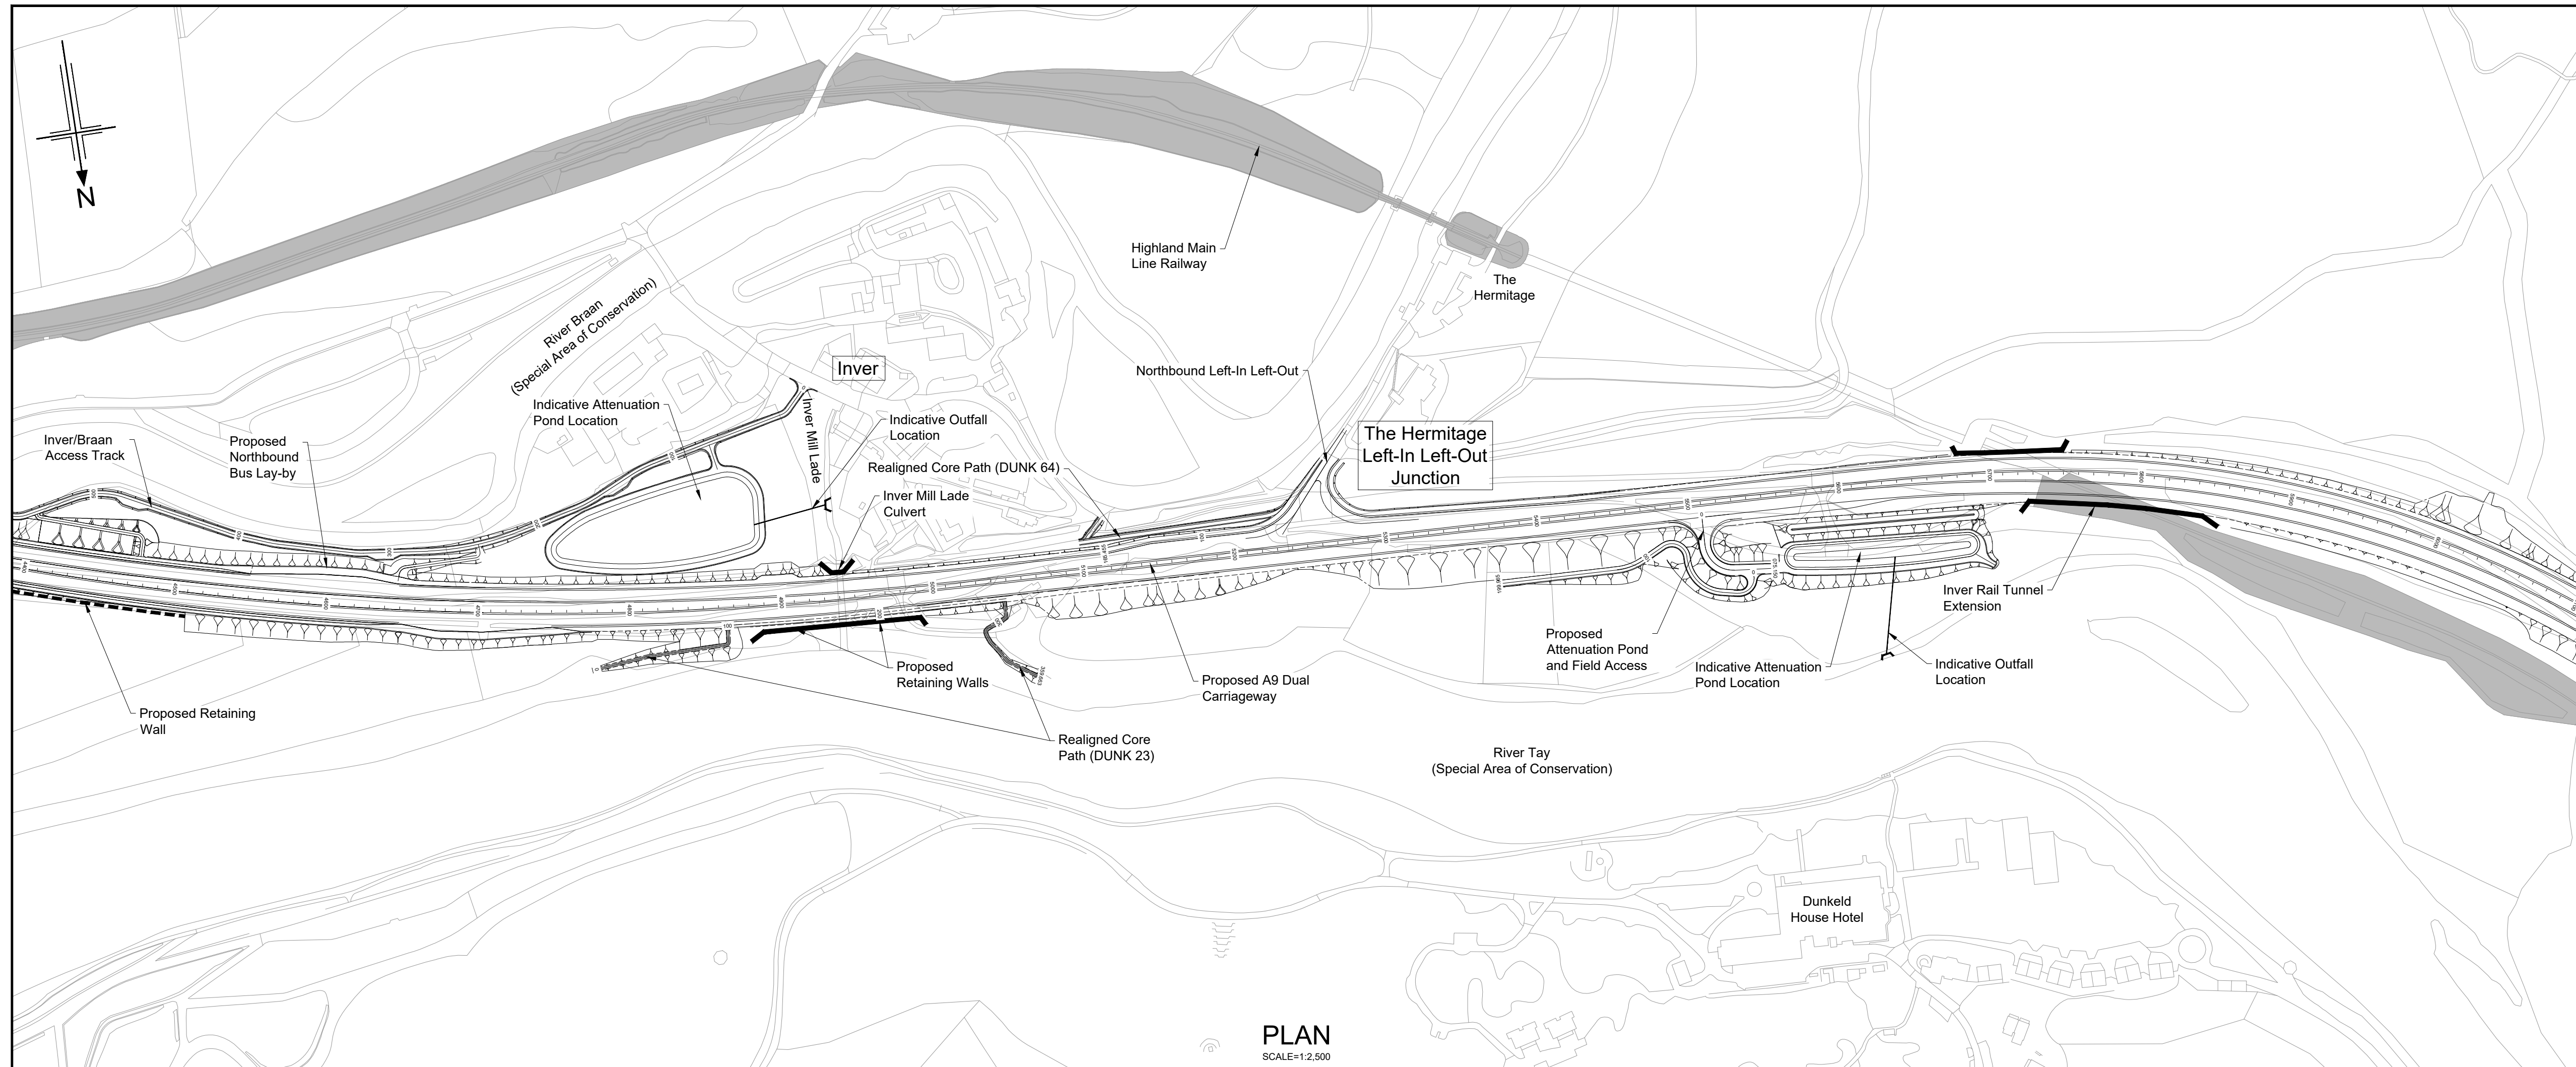 N
Highland Main
Line Railway
The
Hermitage
River Braan
(Special Area of Conservation)
Inver
Northbound Left-In Left-Out
Indicative Attenuation
Pond Location
Inver Mill Lade
Indicative Outfall
Location
The Hermitage
Left-In Left-Out
Junction
Inver/Braan
Access Track
Proposed
Northbound
Bus Lay-by
Realigned Core Path (DUNK 64)
Inver Mill Lade
Culvert
Inver Rail Tunnel
Extension
Proposed
Attenuation Pond
and Field Access
Indicative Attenuation
Pond Location
Indicative Outfall
Location
Proposed
Retaining Walls
Proposed A9 Dual
Carriageway
Proposed Retaining
Wall
Realigned Core
Path (DUNK 23)
River Tay
(Special Area of Conservation)
Dunkeld
House Hotel
PLAN
SCALE=1:2,500